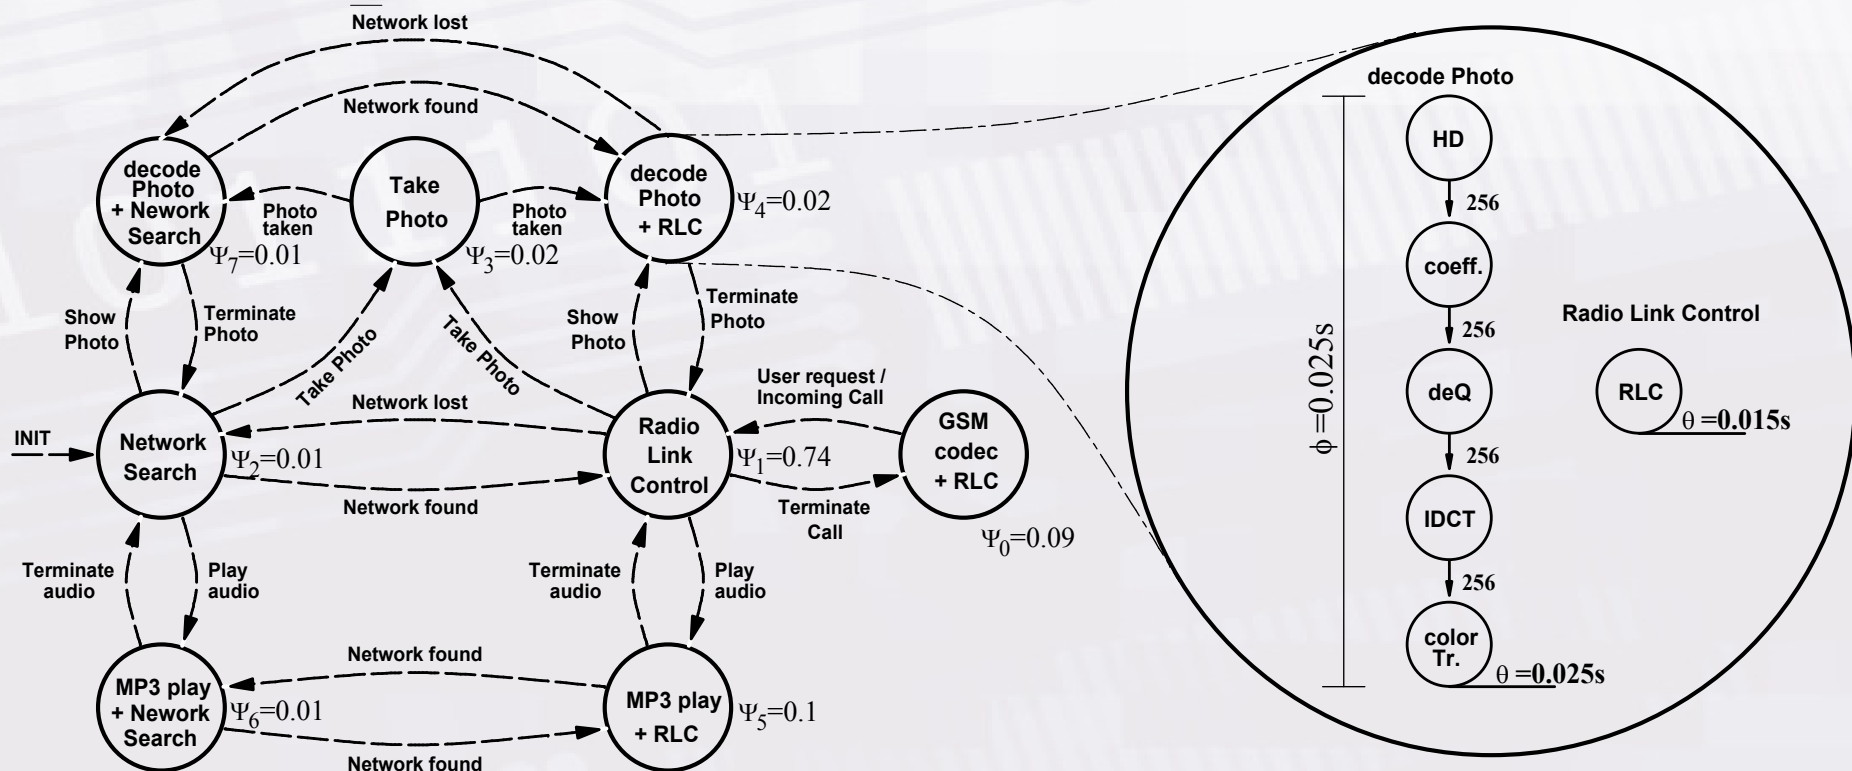 Network lost
Network found
decode
Photo
+ Nework
Search
Ψ7=0.01
Photo
taken
Take
Photo
Ψ3=0.02
Photo
taken
decode
Photo
+ RLC
Ψ4=0.02
Show
Photo
Terminate
Photo
Take Photo
Take Photo
Show
Photo
Terminate
Photo
INIT
Network
Search
Ψ2=0.01
Network lost
Network found
Radio
Link
Control
Ψ1=0.74
User request /
Incoming Call
Terminate
Call
GSM
codec
+ RLC
Ψ0=0.09
Terminate
audio
Play
audio
Terminate
audio
Play
audio
MP3 play
+ Nework
Search
Ψ6=0.01
Network found
Network found
MP3 play
+ RLC
Ψ5=0.1
decode Photo
HD
256
coeff.
256
deQ
256
IDCT
256
color
Tr.
θ =0.025s
ϕ=0.025s
Radio Link Control
RLC
θ =0.015s